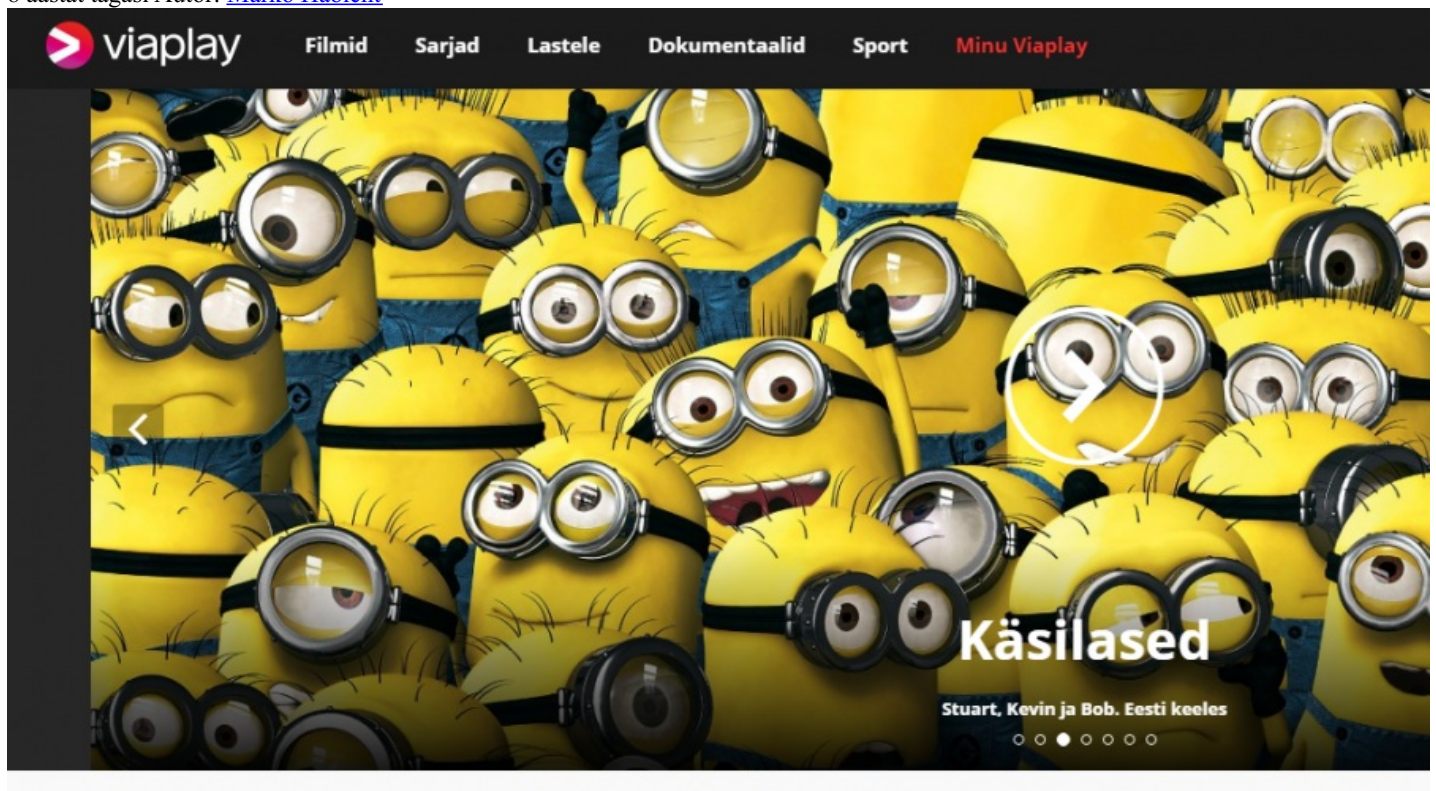 viaplay Filmid Sarjad Lastele Dokumentaalid Sport Minu Viaplay
Käsilased
Stuart, Kevin ja Bob. Eesti keeles